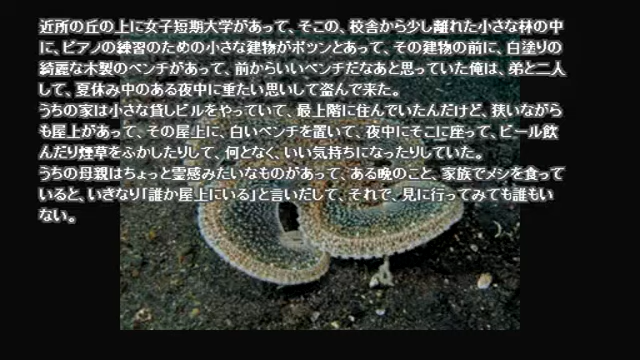 近所の丘の上に女子短期大学があって、そこの、校舎から少し離れた小さな林の中
に、ピアノの練習のための小さな建物がポツンとあって、その建物の前に、白塗りの
綺麗な木製のベンチがあって、前からいいベンチだなあと思っていた俺は、弟と二人
して、夏休み中のある夜中に重たい思いして盗んで来た。
うちの家は小さな貸しビルをやっていて、最上階に住んでいたんだけど、狭いながら
も屋上があって、その屋上に、白いベンチを置いて、夜中にそこに座って、ビール飲
んだり煙草をふかしたりして、何となく、いい気持ちになったりしていた。
うちの母親はちょっと霊感みたいなものがあって、ある晩のこと、家族でメシを食って
いると、いきなり「誰か屋上にいる」と言いだして、それで、見に行ってみても誰もい
ない。